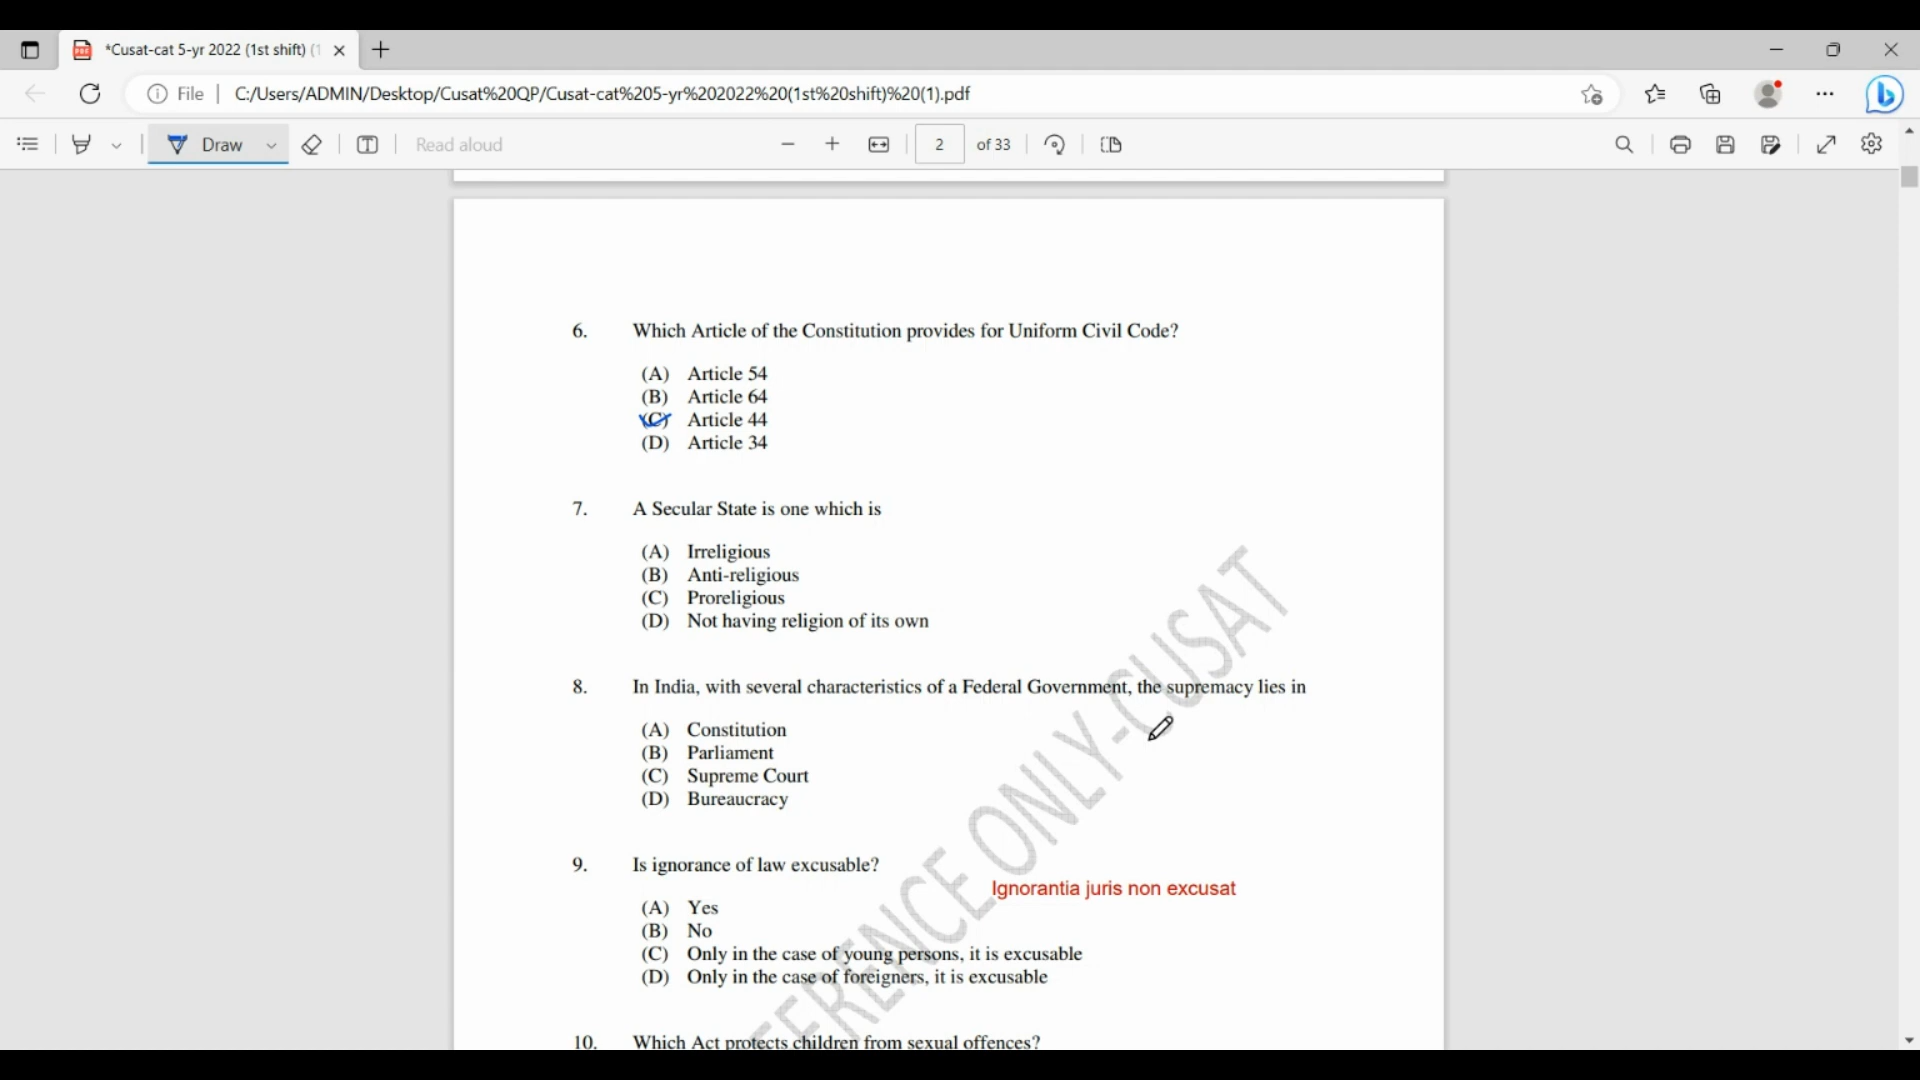 *Cusat-cat 5-yr 2022 (1st shift) (1
File C:/Users/ADMIN/Desktop/Cusat%20QP/Cusat-cat%205-yr%202022%20(1st%20shift)%20(1).pdf
Draw Read aloud 2 of 33
6. Which Article of the Constitution provides for Uniform Civil Code?
(A) Article 54
(B) Article 64
(C) Article 44
(D) Article 34
7. A Secular State is one which is
(A) Irreligious
(B) Anti-religious
(C) Proreligious
(D) Not having religion of its own
8. In India, with several characteristics of a Federal Government, the supremacy lies in
(A) Constitution
(B) Parliament
(C) Supreme Court
(D) Bureaucracy
9. Is ignorance of law excusable?
Ignorantia juris non excusat
(A) Yes
(B) No
(C) Only in the case of young persons, it is excusable
(D) Only in the case of foreigners, it is excusable
10. Which Act protects children from sexual offences?
ERENCE ONLY-CUSAT